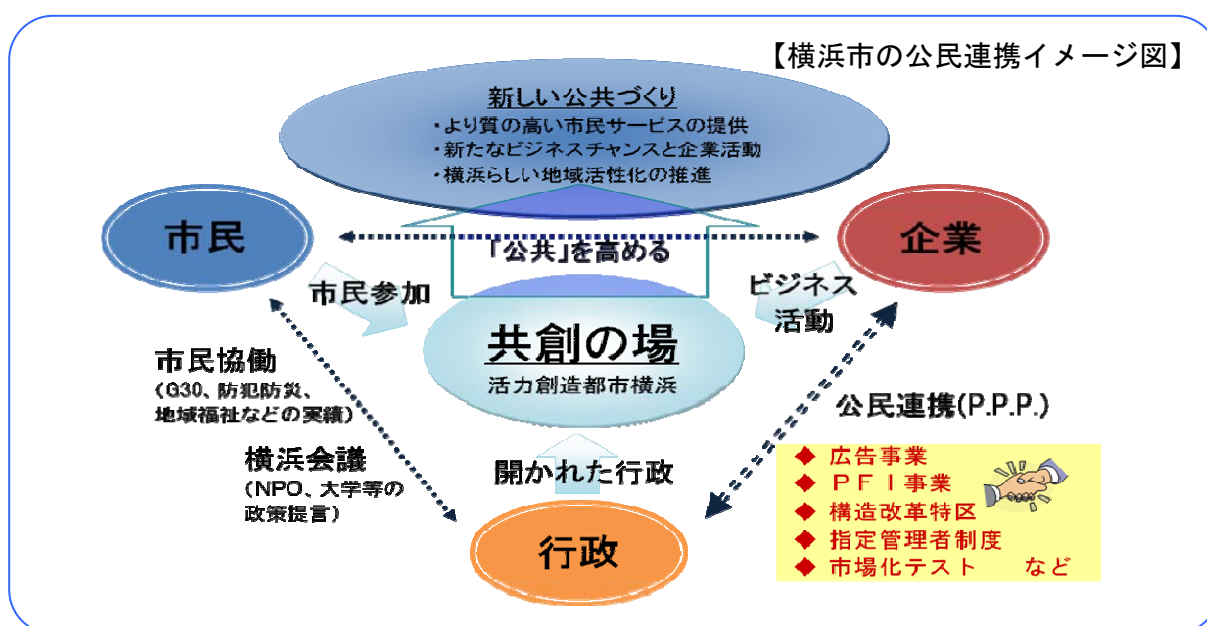 【横浜市の公民連携イメージ図】
新しい公共づくり
・より質の高い市民サービスの提供
・新たなビジネスチャンスと企業活動
・横浜らしい地域活性化の推進
市民
企業
「公共」を高める
市民参加
ビジネス
活動
共創の場
活力創造都市横浜
市民協働
(G30、防犯防災、
地域福祉などの実績)
公民連携(P.P.P.)
横浜会議
(NPO、大学等の
政策提言)
開かれた行政
行政
◆ 広告事業
◆ PFI事業
◆ 構造改革特区
◆ 指定管理者制度
◆ 市場化テスト など